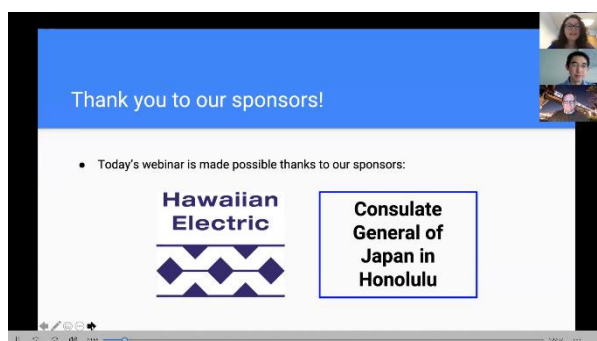 Thank you to our sponsors!
● Today's webinar is made possible thanks to our sponsors:
Hawaiian
Electric
Consulate
General of
Japan in
Honolulu